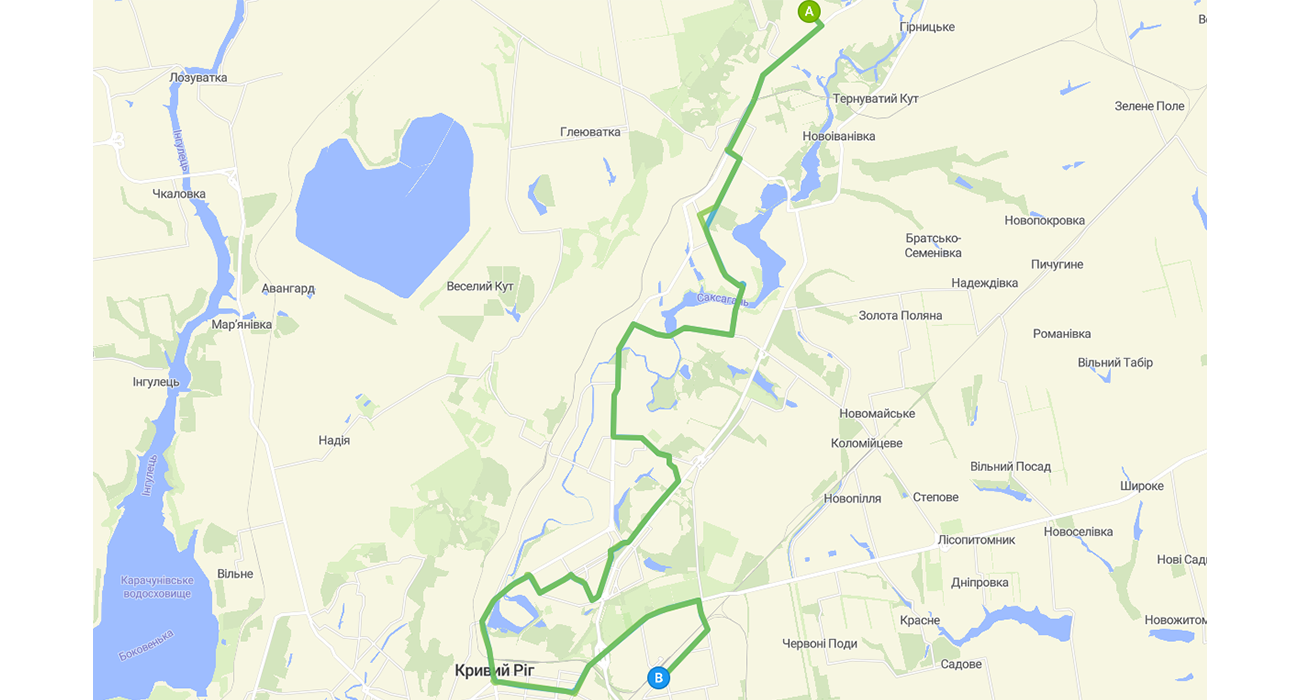 A
Гірницьке
Лозуватка
Тернуватий Кут
Зелене Поле
Глеюватка
Новоіванівка
Інгулець
Чкаловка
Новопокровка
Братсько-
Семенівка
Пичугине
Надеждівка
Веселий Кут
Авангард
Саксагань
Золота Поляна
Мар'янівка
Романівка
Вільний Табір
Інгулець
Новомайське
Надія
Коломійцеве
Вільний Посад
Інгулець
Широке
Новопілля
Степове
Новоселівка
Лісопитомник
Нові Сад
Вільне
Карачунівське
водосховище
Дніпровка
Красне
Новожитом
Боковенька
Червоні Поди
Садове
Кривий Ріг
B